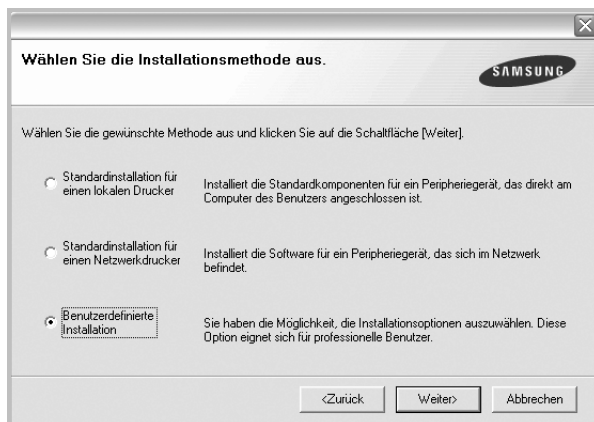 Wählen Sie die Installationsmethode aus.
SAMSUNG
Wählen Sie die gewünschte Methode aus und klicken Sie auf die Schaltfläche [Weiter].
Standardinstallation für
einen lokalen Drucker
Installiert die Standardkomponenten für ein Peripheriegerät, das direkt am
Computer des Benutzers angeschlossen ist.
Standardinstallation für
einen Netzwerkdrucker
Installiert die Software für ein Peripheriegerät, das sich im Netzwerk
befindet.
Benutzerdefinierte
Installation
Sie haben die Möglichkeit, die Installationsoptionen auszuwählen. Diese
Option eignet sich für professionelle Benutzer.
<Zurück
Weiter>
Abbrechen